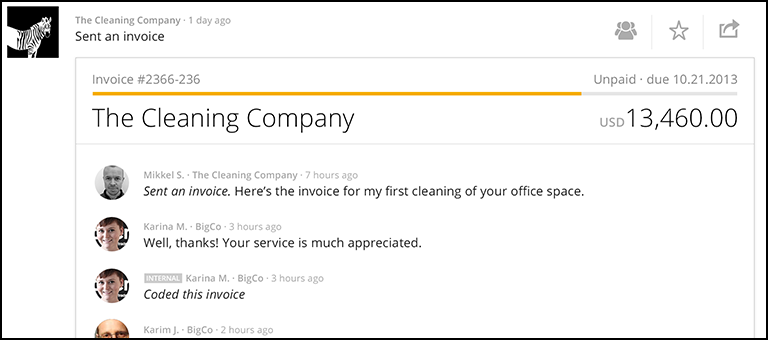 The Cleaning Company · 1 day ago
Sent an invoice
Invoice #2366-236
Unpaid · due 10.21.2013
The Cleaning Company
USD13,460.00
Mikkel S. · The Cleaning Company · 7 hours ago
Sent an invoice. Here's the invoice for my first cleaning of your office space.
Karina M. · BigCo · 3 hours ago
Well, thanks! Your service is much appreciated.
INTERNAL Karina M. · BigCo · 3 hours ago
Coded this invoice
Karim J. · BigCo · 2 hours ago